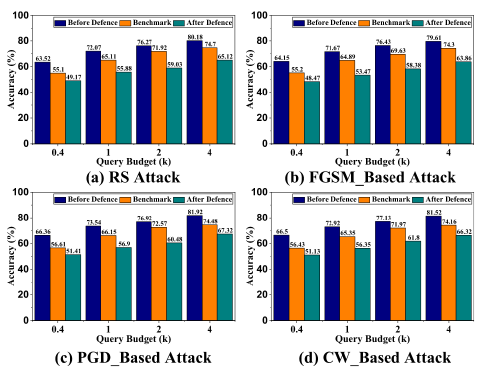 Before Defence Benchmark After Defence
Before Defence Benchmark After Defence
100
80
60
40
20
0
Accuracy (%)
63.52 55.1 49.17 72.07 65.11 55.88 76.27 71.92 59.03 80.18 74.7 65.12
0.4 1 2 4
Query Budget (k)
(a) RS Attack
100
80
60
40
20
0
Accuracy (%)
64.15 55.2 48.47 71.67 64.89 53.47 76.43 69.63 58.38 79.61 74.3 63.86
0.4 1 2 4
Query Budget (k)
(b) FGSM_Based Attack
Before Defence Benchmark After Defence
100
80
60
40
20
0
Accuracy (%)
66.36 56.61 51.41 73.54 66.15 56.9 76.92 72.57 60.48 81.92 74.48 67.32
0.4 1 2 4
Query Budget (k)
(c) PGD_Based Attack
Before Defence Benchmark After Defence
100
80
60
40
20
0
Accuracy (%)
66.5 56.43 51.13 72.92 65.35 56.35 77.13 71.97 61.8 81.52 74.16 66.32
0.4 1 2 4
Query Budget (k)
(d) CW_Based Attack